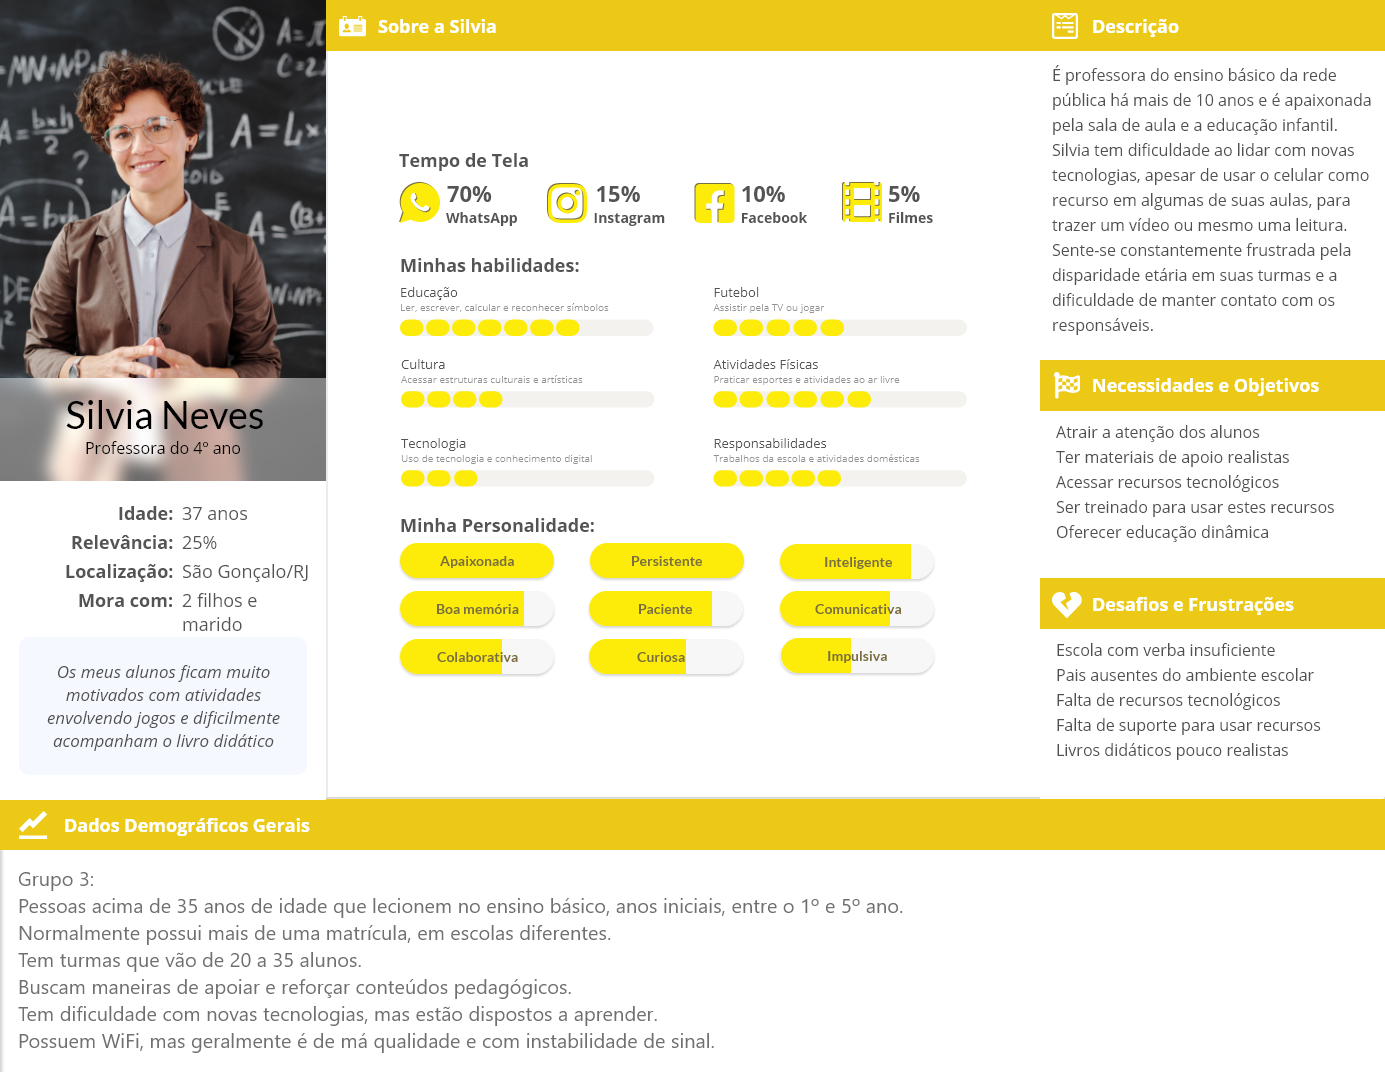 Sobre a Silvia
Tempo de Tela
70%
WhatsApp
15%
Instagram
10%
Facebook
5%
Filmes
Minhas habilidades:
Educação
Ler, escrever, calcular e reconhecer símbolos
Futebol
Assistir pela TV ou jogar
Cultura
Acessar estruturas culturais e artísticas
Atividades Físicas
Praticar esportes e atividades ao ar livre
Tecnologia
Uso de tecnologia e conhecimento digital
Responsabilidades
Trabalhos da escola e atividades domésticas
Minha Personalidade:
Apaixonada
Persistente
Inteligente
Boa memória
Paciente
Comunicativa
Colaborativa
Curiosa
Impulsiva
Silvia Neves
Professora do 4º ano
Idade: 37 anos
Relevância: 25%
Localização: São Gonçalo/RJ
Mora com: 2 filhos e
marido
Os meus alunos ficam muito
motivados com atividades
envolvendo jogos e dificilmente
acompanham o livro didático
Descrição
É professora do ensino básico da rede
pública há mais de 10 anos e é apaixonada
pela sala de aula e a educação infantil.
Silvia tem dificuldade ao lidar com novas
tecnologias, apesar de usar o celular como
recurso em algumas de suas aulas, para
trazer um vídeo ou mesmo uma leitura.
Sente-se constantemente frustrada pela
disparidade etária em suas turmas e a
dificuldade de manter contato com os
responsáveis.
Necessidades e Objetivos
Atrair a atenção dos alunos
Ter materiais de apoio realistas
Acessar recursos tecnológicos
Ser treinado para usar estes recursos
Oferecer educação dinâmica
Desafios e Frustrações
Escola com verba insuficiente
Pais ausentes do ambiente escolar
Falta de recursos tecnológicos
Falta de suporte para usar recursos
Livros didáticos pouco realistas
Dados Demográficos Gerais
Grupo 3:
Pessoas acima de 35 anos de idade que lecionem no ensino básico, anos iniciais, entre o 1º e 5º ano.
Normalmente possui mais de uma matrícula, em escolas diferentes.
Tem turmas que vão de 20 a 35 alunos.
Buscam maneiras de apoiar e reforçar conteúdos pedagógicos.
Tem dificuldade com novas tecnologias, mas estão dispostos a aprender.
Possuem WiFi, mas geralmente é de má qualidade e com instabilidade de sinal.